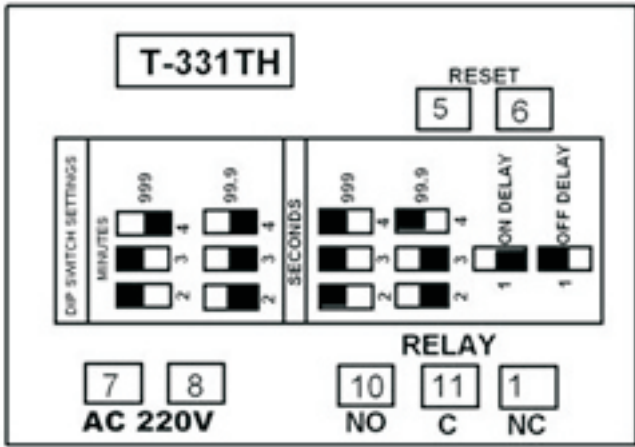 T-331TH
RESET
5 6
DIP SWITCH SETTINGS
MINUTES
999
4
3
2
99.9
4
3
2
SECONDS
999
4
3
2
99.9
4
3
2
1 ON DELAY
1 OFF DELAY
RELAY
7 8
AC 220V
10 11 1
NO C NC